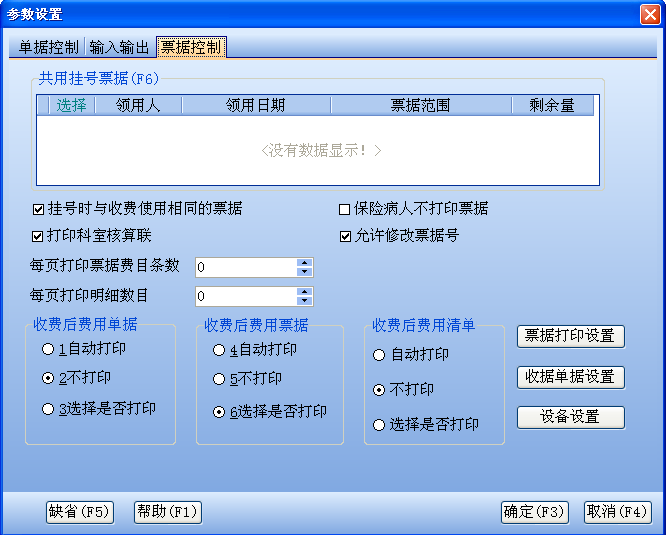 参数设置
单据控制 输入输出 票据控制
共用挂号票据(F6)
选择 领用人 领用日期 票据范围 剩余量
<没有数据显示! >
挂号时与收费使用相同的票据 保险病人不打印票据
打印科室核算联 允许修改票据号
每页打印票据费目条数 0
每页打印明细数目 0
收费后费用单据 收费后费用票据 收费后费用清单
1自动打印 4自动打印 自动打印
2不打印 5不打印 不打印
3选择是否打印 6选择是否打印 选择是否打印
票据打印设置
收据单据设置
设备设置
缺省(F5) 帮助(F1) 确定(F3) 取消(F4)